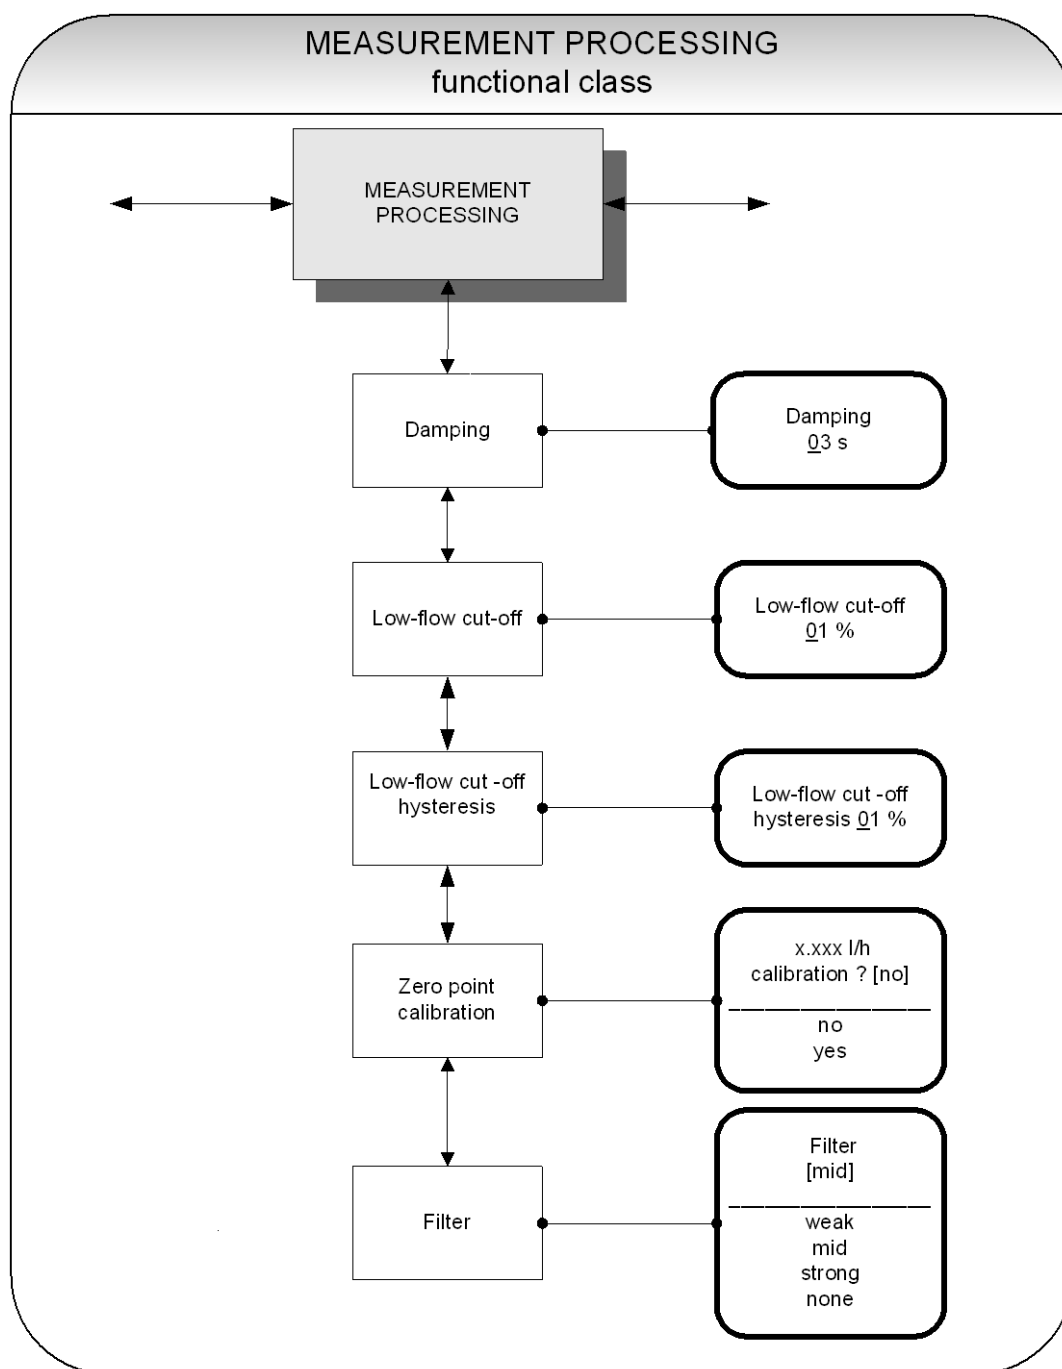 MEASUREMENT PROCESSING
functional class
MEASUREMENT
PROCESSING
Damping
Damping
03 s
Low-flow cut-off
Low-flow cut-off
01 %
Low-flow cut -off
hysteresis
Low-flow cut -off
hysteresis 01 %
Zero point
calibration
x.xxx l/h
calibration ? [no]
no
yes
Filter
Filter
[mid]
weak
mid
strong
none